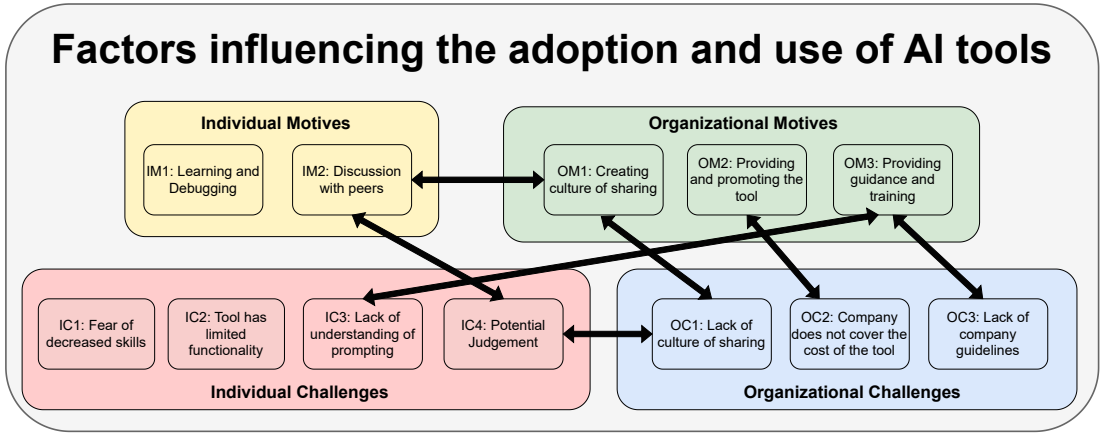 Factors influencing the adoption and use of AI tools
Individual Motives
IM1: Learning and
Debugging
IM2: Discussion
with peers
Organizational Motives
OM1: Creating
culture of sharing
OM2: Providing
and promoting the
tool
OM3: Providing
guidance and
training
IC1: Fear of
decreased skills
IC2: Tool has
limited
functionality
IC3: Lack of
understanding of
prompting
IC4: Potential
Judgement
Individual Challenges
OC1: Lack of
culture of sharing
OC2: Company
does not cover the
cost of the tool
OC3: Lack of
company
guidelines
Organizational Challenges